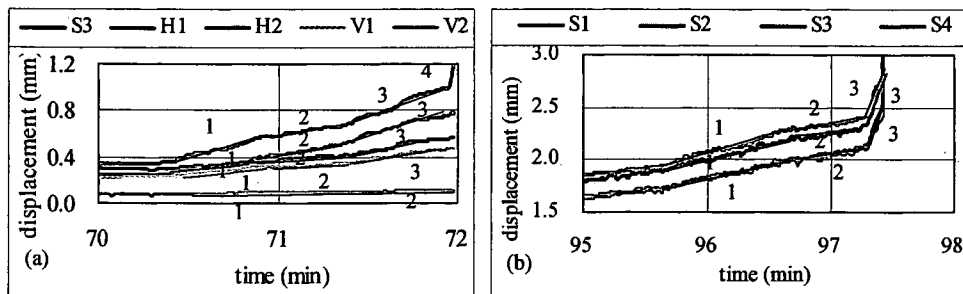 S3 H1 H2 V1 V2
displacement (mm)
1.2
0.8
0.4
0.0
1 2 3 4
1 2 3
1 2 3
1 2 3
1 2
70 71 72
(a)
time (min)
S1 S2 S3 S4
displacement (mm)
3.0
2.5
2.0
1.5
1 2 3
1 2 3
1 2 3
95 96 97 98
(b)
time (min)